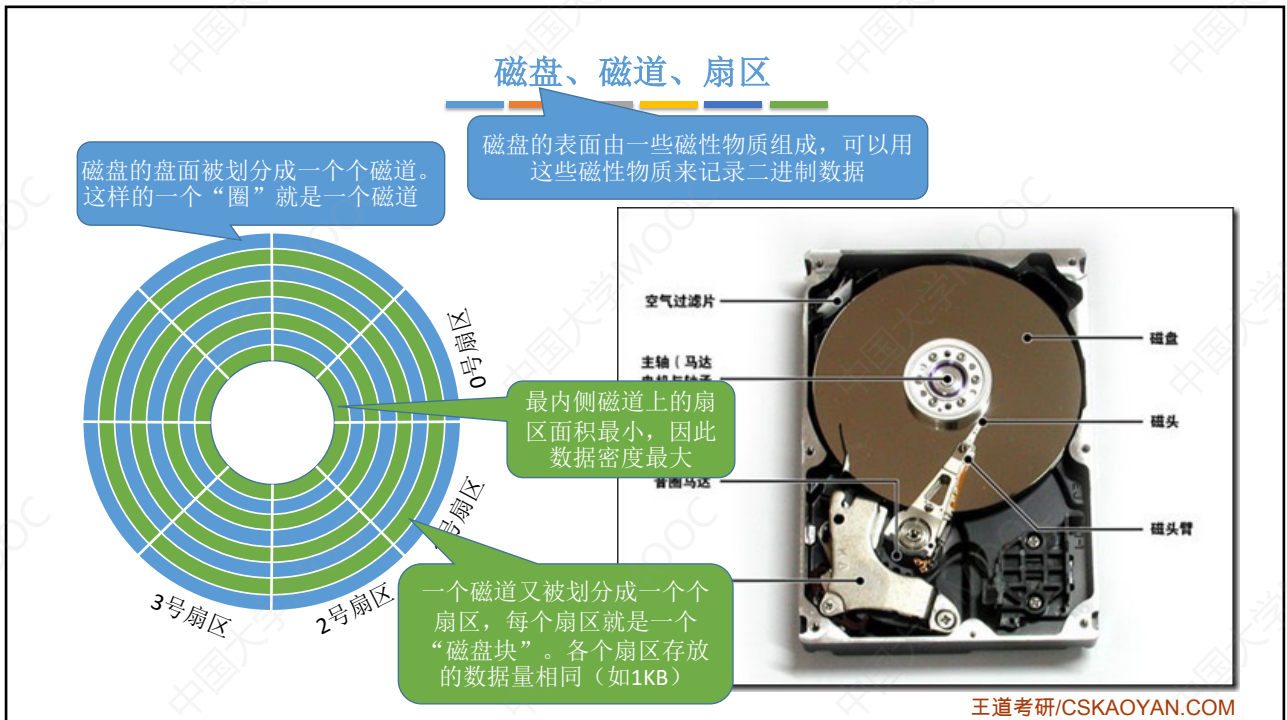 磁盘、磁道、扇区
磁盘的表面由一些磁性物质组成，可以用
这些磁性物质来记录二进制数据
磁盘的盘面被划分成一个个磁道。
这样的一个“圈”就是一个磁道
0号扇区
号扇区
2号扇区
3号扇区
最内侧磁道上的扇
区面积最小，因此
数据密度最大
一个磁道又被划分成一个个
扇区，每个扇区就是一个
“磁盘块”。各个扇区存放
的数据量相同（如1KB）
空气过滤片
主轴（马达
音圈马达
磁盘
磁头
磁头臂
王道考研/CSKAOYAN.COM
中国大学MOOC